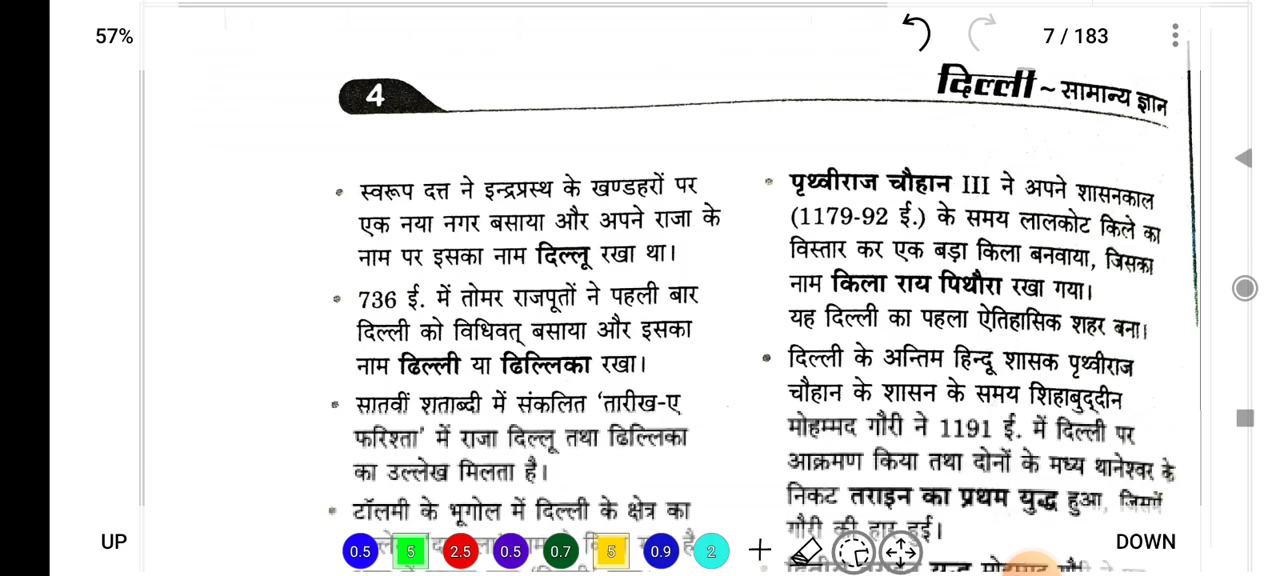 57%
7 / 183
4
दिल्ली ~ सामान्य ज्ञान
• स्वरूप दत्त ने इन्द्रप्रस्थ के खण्डहरों पर
एक नया नगर बसाया और अपने राजा के
नाम पर इसका नाम दिल्लू रखा था।
• 736 ई. में तोमर राजपूतों ने पहली बार
दिल्ली को विधिवत् बसाया और इसका
नाम ढिल्ली या ढिल्लिका रखा।
• सातवीं शताब्दी में संकलित ‘तारीख-ए
फरिश्ता’ में राजा दिल्लू तथा ढिल्लिका
का उल्लेख मिलता है।
• टॉलमी के भूगोल में दिल्ली के क्षेत्र का
• पृथ्वीराज चौहान III ने अपने शासनकाल
(1179-92 ई.) के समय लालकोट किले का
विस्तार कर एक बड़ा किला बनवाया, जिसका
नाम किला राय पिथौरा रखा गया।
यह दिल्ली का पहला ऐतिहासिक शहर बना।
• दिल्ली के अन्तिम हिन्दू शासक पृथ्वीराज
चौहान के शासन के समय शिहाबुद्दीन
मोहम्मद गौरी ने 1191 ई. में दिल्ली पर
आक्रमण किया तथा दोनों के मध्य थानेश्वर के
निकट तराइन का प्रथम युद्ध हुआ, जिसमें
गौरी की हार हुई।
UP
0.5 5 2.5 0.5 0.7 5 0.9 2
DOWN